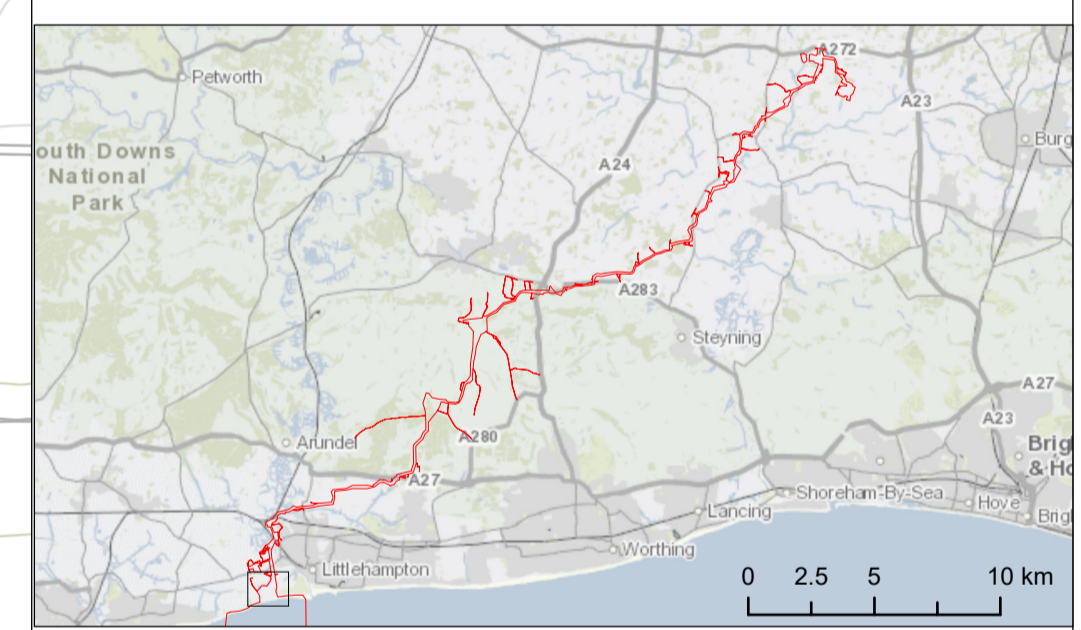 A272
Petworth
A23
Burg
outh Downs
National
Park
A24
A283
Steyning
A27
A23
Arundel
A280
Brig
& Ho
A27
Shoreham-By-Sea
Hove
Lancing
Brig
Worthing
Littlehampton
0 2.5 5 10 km